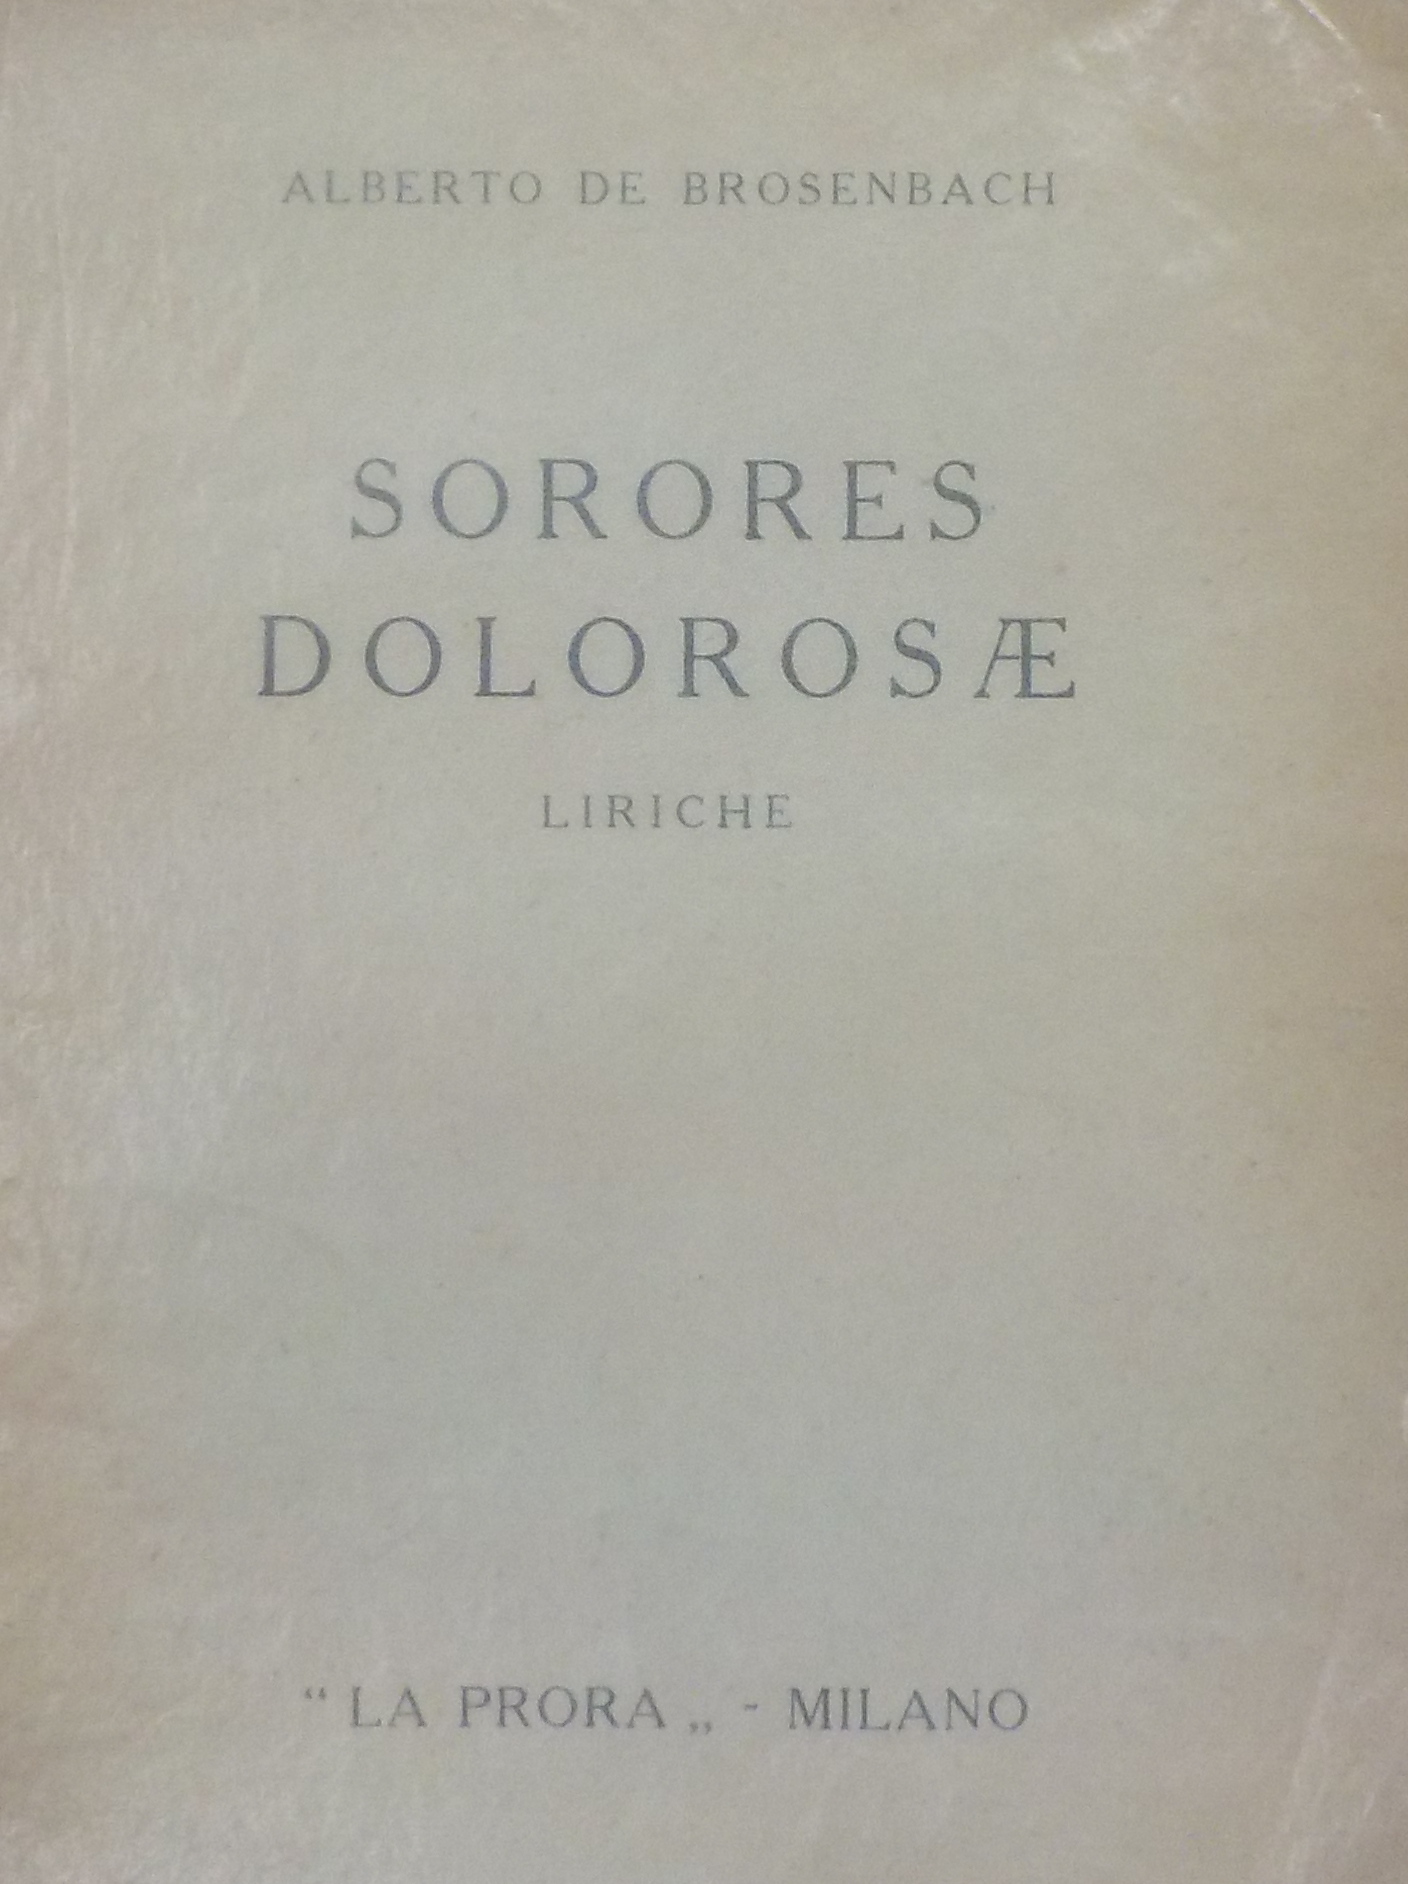 ALBERTO DE BROSENBACH
SORORES
DOLOROSÆ
LIRICHE
“ LA PRORA „ - MILANO